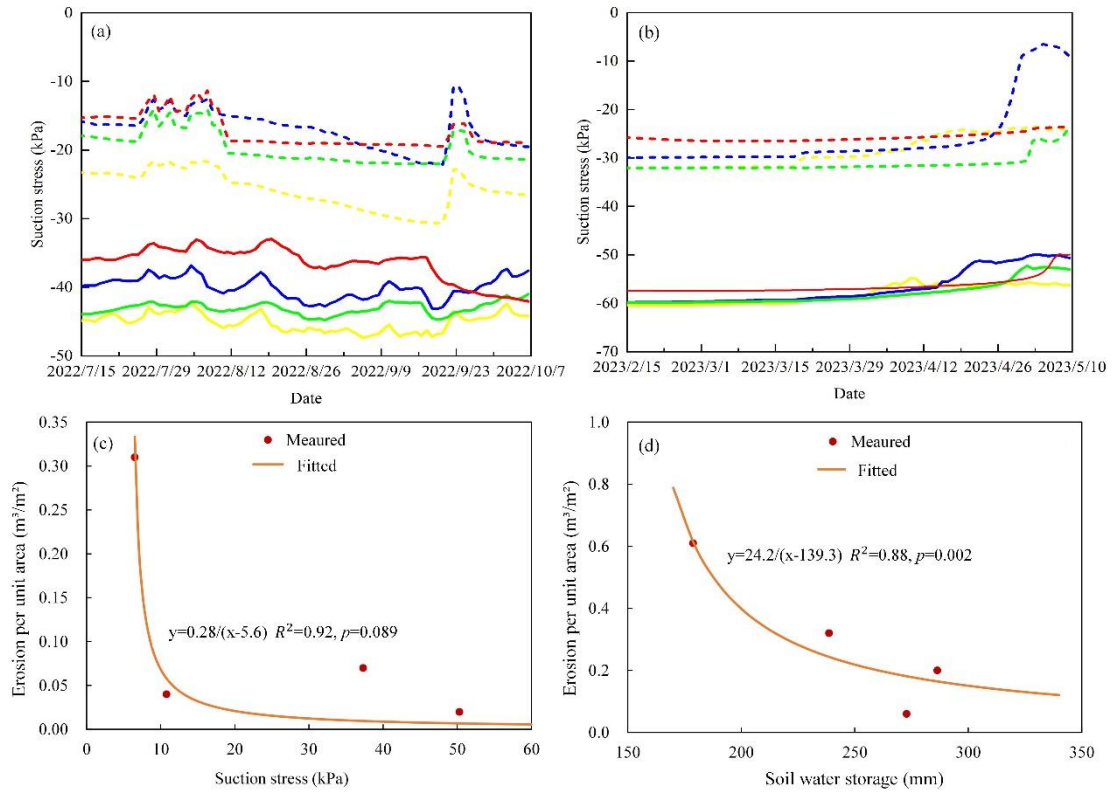 (a)
Suction stress (kPa)
0
-10
-20
-30
-40
-50
2022/7/15 2022/7/29 2022/8/12 2022/8/26 2022/9/9 2022/9/23 2022/10/7
Date
(b)
Suction stress (kPa)
0
-10
-20
-30
-40
-50
-60
-70
2023/2/15 2023/3/1 2023/3/15 2023/3/29 2023/4/12 2023/4/26 2023/5/10
Date
(c)
Erosion per unit area (m³/m²)
0.35
0.30
0.25
0.20
0.15
0.10
0.05
0.00
Meaured
Fitted
y=0.28/(x-5.6) R²=0.92, p=0.089
0 10 20 30 40 50 60
Suction stress (kPa)
(d)
Erosion per unit area (m³/m²)
1.0
0.8
0.6
0.4
0.2
0.0
Meaured
Fitted
y=24.2/(x-139.3) R²=0.88, p=0.002
150 200 250 300 350
Soil water storage (mm)